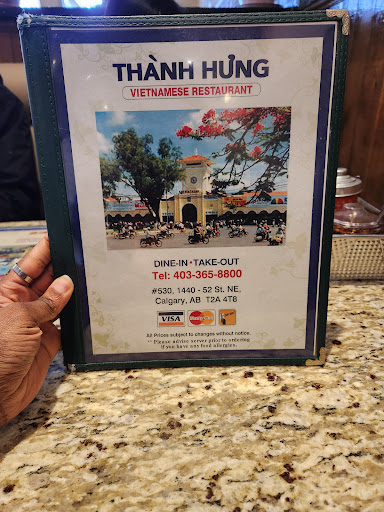 THÀNH HƯNG
VIETNAMESE RESTAURANT
DINE-IN • TAKE-OUT
Tel: 403-365-8800
#530, 1440 - 52 St. NE,
Calgary, AB T2A 4T8
VISA MasterCard
All Prices subject to changes without notice.
** Please advice server prior to ordering
if you have any food allergies.